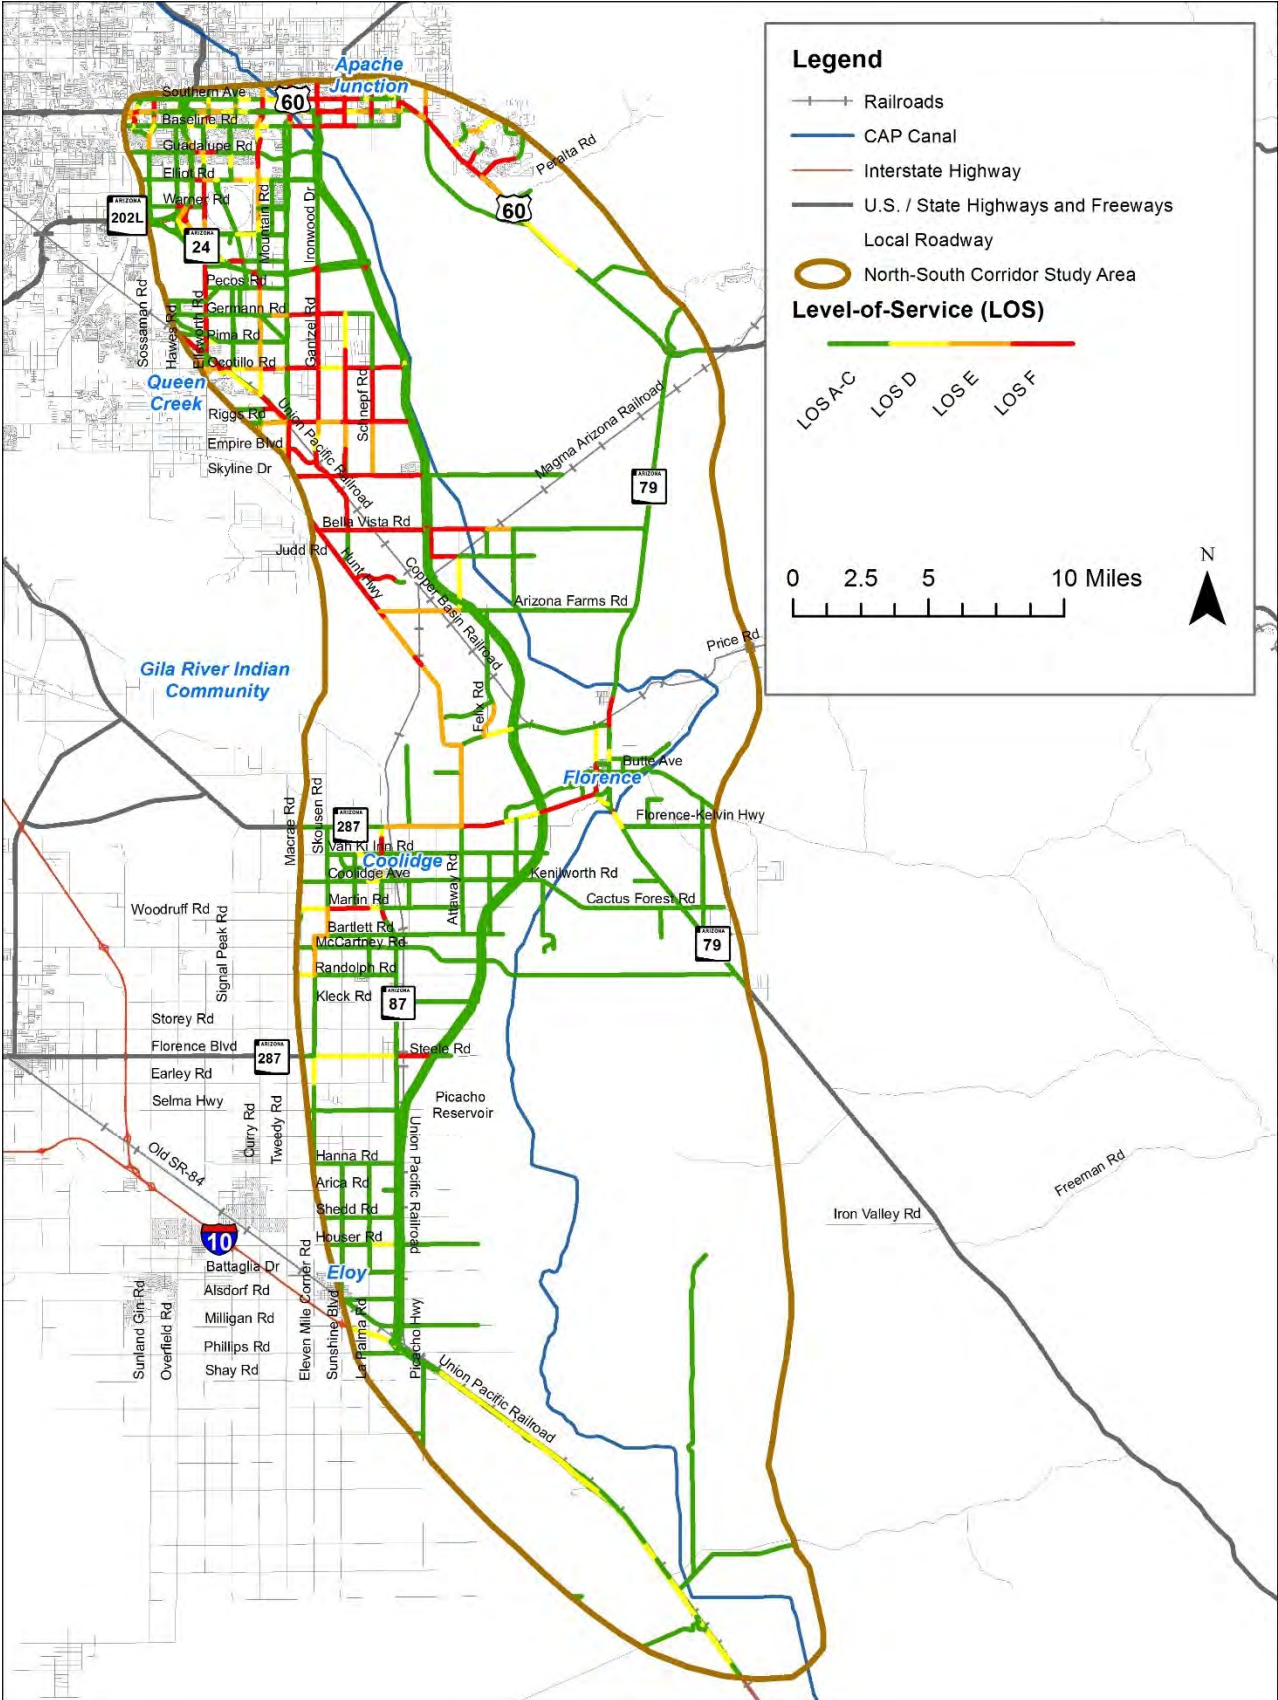 Apache
Junction
Southern Ave
60
Baseline Rd
Guadalupe Rd
Elliot Rd
Warner Rd
ARIZONA
202L
24
Mountain Rd
Ironwood Dr
Peralta Rd
60
Pecos Rd
Germann Rd
Pima Rd
Ocotillo Rd
Sossaman Rd
Hawes Rd
Ellsworth Rd
Gantzel Rd
Schnepf Rd
Queen
Creek
Riggs Rd
Empire Blvd
Skyline Dr
Union Pacific Railroad
Magma Arizona Railroad
ARIZONA
79
Bella Vista Rd
Judd Rd
Hunt Hwy
Copper Basin Railroad
Arizona Farms Rd
Price Rd
Gila River Indian
Community
Felix Rd
Butte Ave
Florence
Florence-Kelvin Hwy
Macrae Rd
Skousen Rd
ARIZONA
287
Van Ki Inn Rd
Coolidge
Coolidge Ave
Attaway Rd
Kenilworth Rd
Martin Rd
Cactus Forest Rd
Woodruff Rd
Signal Peak Rd
Bartlett Rd
McCartney Rd
ARIZONA
79
Randolph Rd
Kleck Rd
ARIZONA
87
Storey Rd
Florence Blvd
ARIZONA
287
Steele Rd
Earley Rd
Selma Hwy
Picacho
Reservoir
Curry Rd
Tweedy Rd
Old SR-84
Hanna Rd
Arica Rd
Shedd Rd
Houser Rd
Union Pacific Railroad
Freeman Rd
Iron Valley Rd
10
Eloy
Battaglia Dr
Alsdorf Rd
Milligan Rd
Phillips Rd
Shay Rd
Sunland Gin Rd
Overfield Rd
Eleven Mile Corner Rd
Sunshine Blvd
La Palma Rd
Picacho Hwy
Union Pacific Railroad
Legend
Railroads
CAP Canal
Interstate Highway
U.S. / State Highways and Freeways
Local Roadway
North-South Corridor Study Area
Level-of-Service (LOS)
LOS A-C
LOS D
LOS E
LOS F
N
0 2.5 5 10 Miles